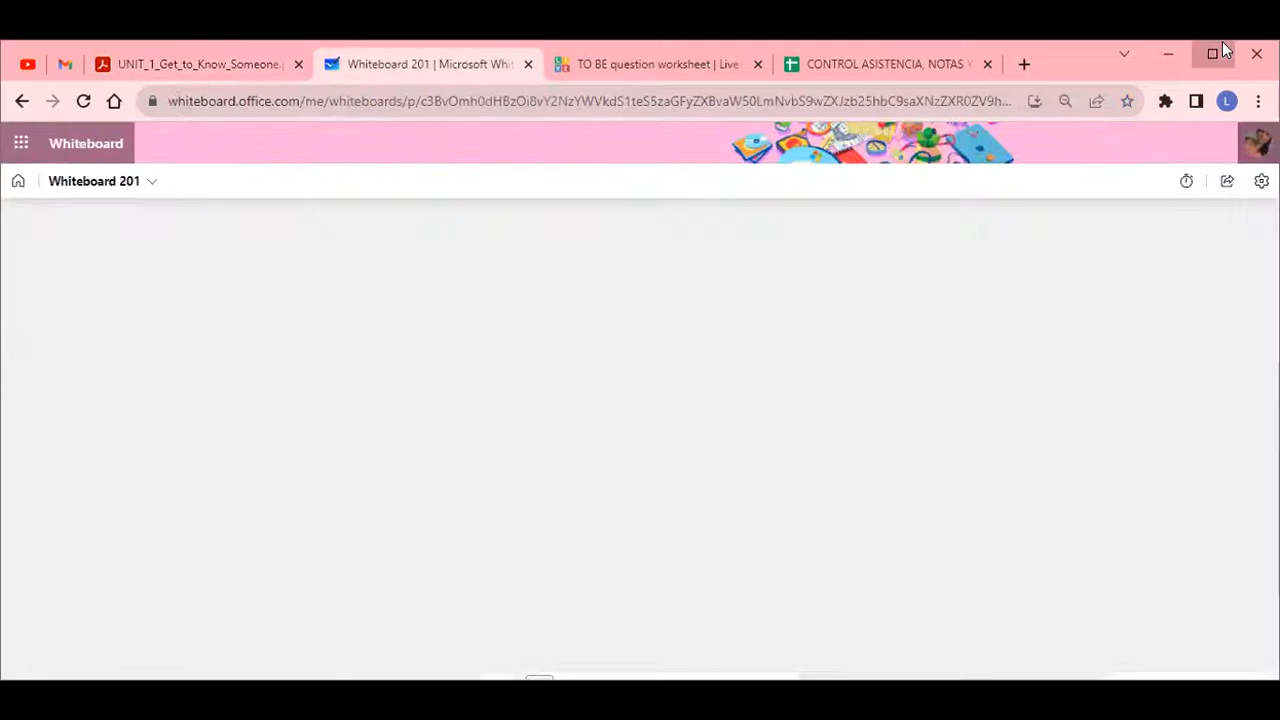 UNIT_1_Get_to_Know_Someone.p
Whiteboard 201 | Microsoft Whit
TO BE question worksheet | Live
CONTROL ASISTENCIA, NOTAS Y
whiteboard.office.com/me/whiteboards/p/c3BvOmh0dHBzOi8vY2NzYWVkdS1teS5zaGFyZXBvaW50LmNvbS9wZXJzb25hbC9saXNzZXR0ZV9h...
L
Whiteboard
Whiteboard 201